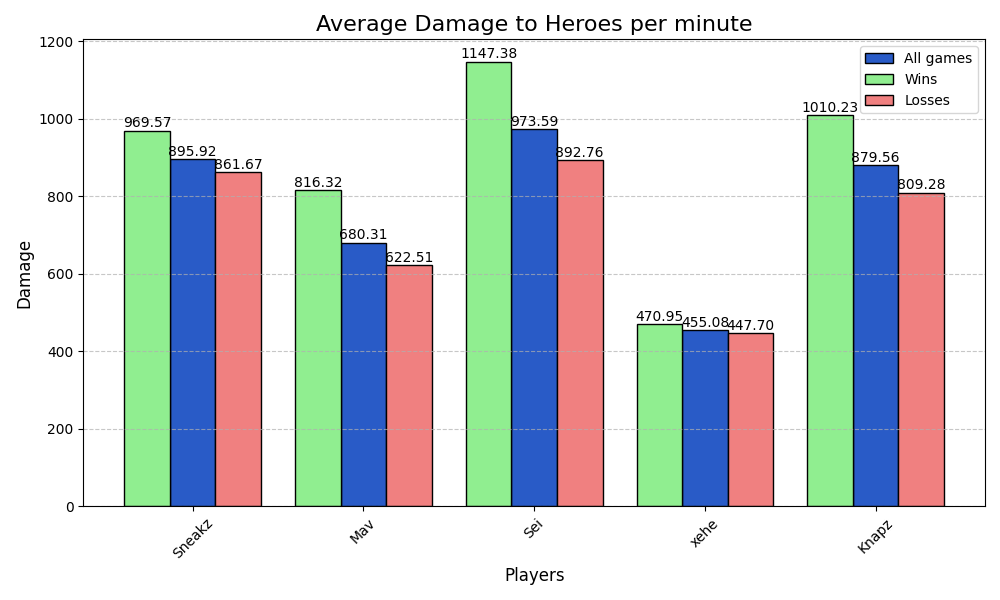 Average Damage to Heroes per minute
Damage
1200
1000
800
600
400
200
0
All games
Wins
Losses
969.57
895.92
861.67
816.32
680.31
622.51
1147.38
973.59
892.76
470.95
455.08
447.70
1010.23
879.56
809.28
Sneakz
Mav
Sei
xehe
Knapz
Players